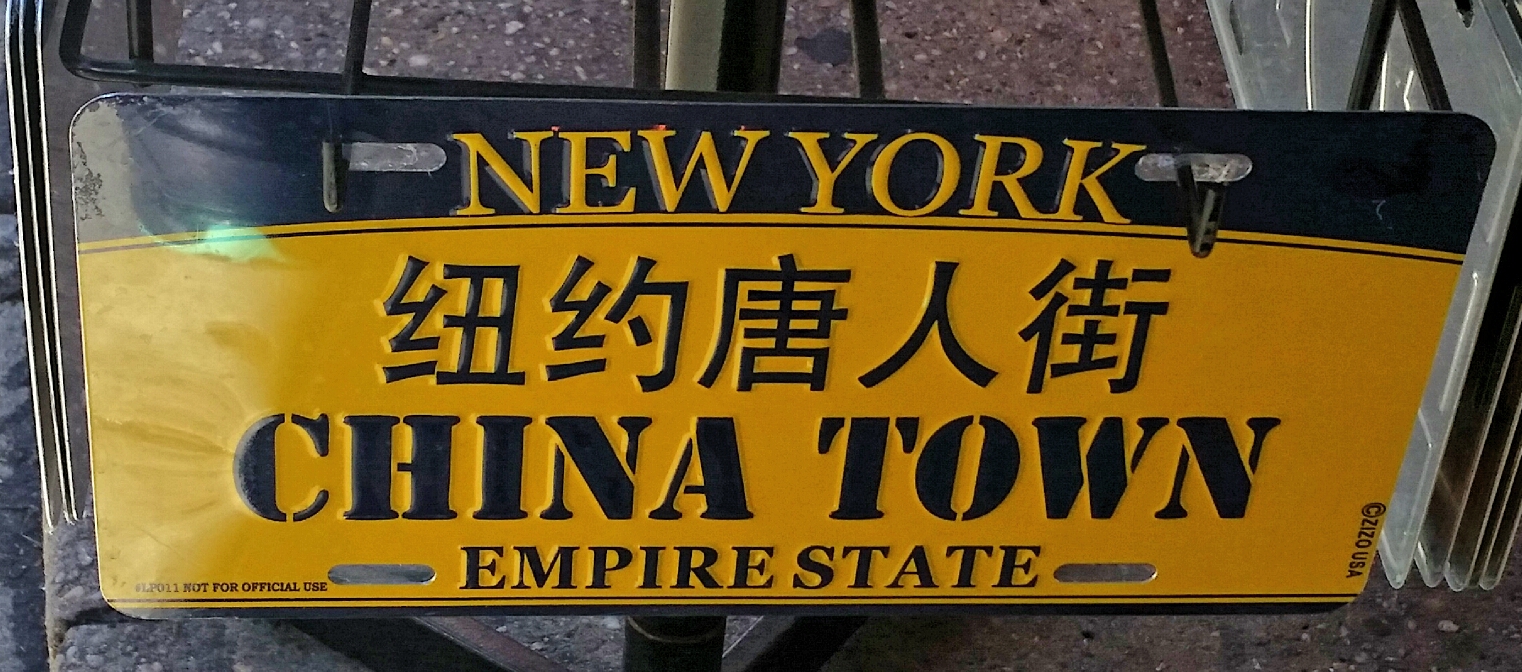 NEW YORK
纽约唐人街
CHINA TOWN
EMPIRE STATE
#LP011 NOT FOR OFFICIAL USE
©ZIZO USA